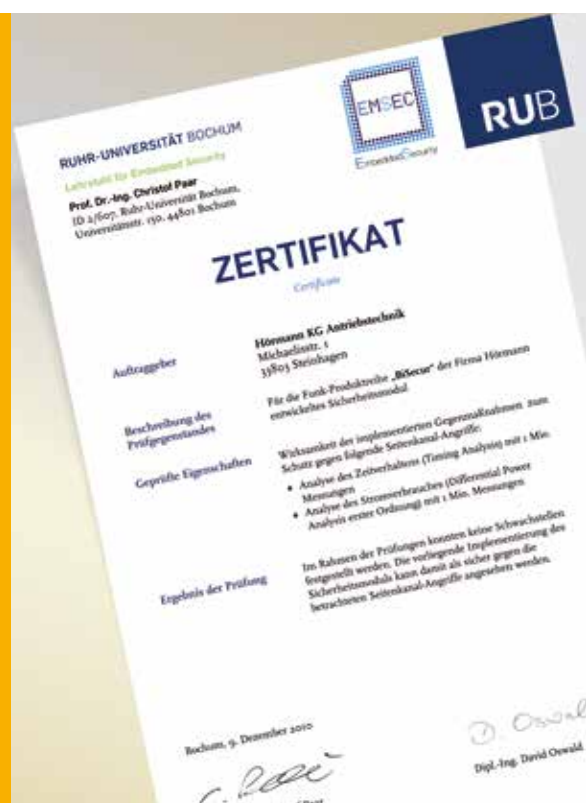 RUHR-UNIVERSITÄT BOCHUM
Lehrstuhl für Embedded Security
Prof. Dr.-Ing. Christof Paar
ID 2/607, Ruhr-Universität Bochum,
Universitätsstr. 150, 44801 Bochum
EMSEC
EmbeddedSecurity
RUB
ZERTIFIKAT
Certificate
Auftraggeber
Hörmann KG Antriebstechnik
Michaelisstr. 1
33803 Steinhagen
Beschreibung des
Prüfgegenstandes
Für die Funk-Produktreihe „BiSecur“ der Firma Hörmann
entwickeltes Sicherheitsmodul
Geprüfte Eigenschaften
Wirksamkeit der implementierten Gegenmaßnahmen zum
Schutz gegen folgende Seitenkanal-Angriffe:
• Analyse des Zeitverhaltens (Timing Analysis) mit 1 Mio.
Messungen
• Analyse des Stromverbrauches (Differential Power
Analysis erster Ordnung) mit 1 Mio. Messungen
Ergebnis der Prüfung
Im Rahmen der Prüfungen konnten keine Schwachstellen
festgestellt werden. Die vorliegende Implementierung des
Sicherheitsmoduls kann damit als sicher gegen die
betrachteten Seitenkanal-Angriffe angesehen werden.
Bochum, 9. Dezember 2010
D. Oswald
Dipl.-Ing. David Oswald